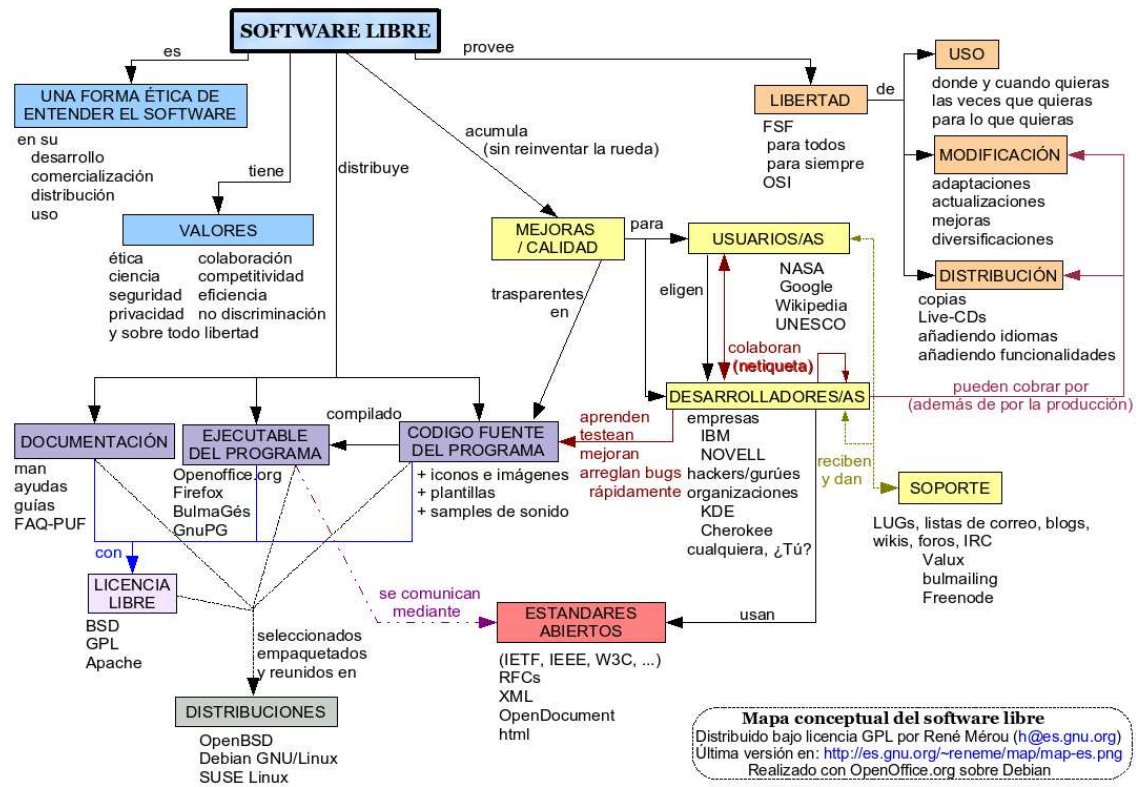 SOFTWARE LIBRE
es
provee
UNA FORMA ÉTICA DE
ENTENDER EL SOFTWARE
en su
desarrollo
comercialización
distribución
uso
tiene
VALORES
ética
ciencia
seguridad
privacidad
colaboración
competitividad
eficiencia
no discriminación
y sobre todo libertad
distribuye
acumula
(sin reinventar la rueda)
MEJORAS
/ CALIDAD
para
trasparentes
en
LIBERTAD
FSF
para todos
para siempre
OSI
de
USO
donde y cuando quieras
las veces que quieras
para lo que quieras
MODIFICACIÓN
adaptaciones
actualizaciones
mejoras
diversificaciones
DISTRIBUCIÓN
copias
Live-CDs
añadiendo idiomas
añadiendo funcionalidades
USUARIOS/AS
NASA
Google
Wikipedia
UNESCO
eligen
colaboran
(netiqueta)
DESARROLLADORES/AS
empresas
IBM
NOVELL
hackers/gurúes
organizaciones
KDE
Cherokee
cualquiera, ¿Tú?
pueden cobrar por
(además de por la producción)
aprenden
testean
mejoran
arreglan bugs
rápidamente
reciben
y dan
SOPORTE
LUGs, listas de correo, blogs,
wikis, foros, IRC
Valux
bulmailing
Freenode
DOCUMENTACIÓN
man
ayudas
guías
FAQ-PUF
EJECUTABLE
DEL PROGRAMA
Openoffice.org
Firefox
BulmaGés
GnuPG
compilado
CODIGO FUENTE
DEL PROGRAMA
+ iconos e imágenes
+ plantillas
+ samples de sonido
con
LICENCIA
LIBRE
BSD
GPL
Apache
seleccionados
empaquetados
y reunidos en
DISTRIBUCIONES
OpenBSD
Debian GNU/Linux
SUSE Linux
se comunican
mediante
usan
ESTANDARES
ABIERTOS
(IETF, IEEE, W3C, ...)
RFCs
XML
OpenDocument
html
Mapa conceptual del software libre
Distribuido bajo licencia GPL por René Mérou (h@es.gnu.org)
Última versión en: http://es.gnu.org/~reneme/map/map-es.png
Realizado con OpenOffice.org sobre Debian